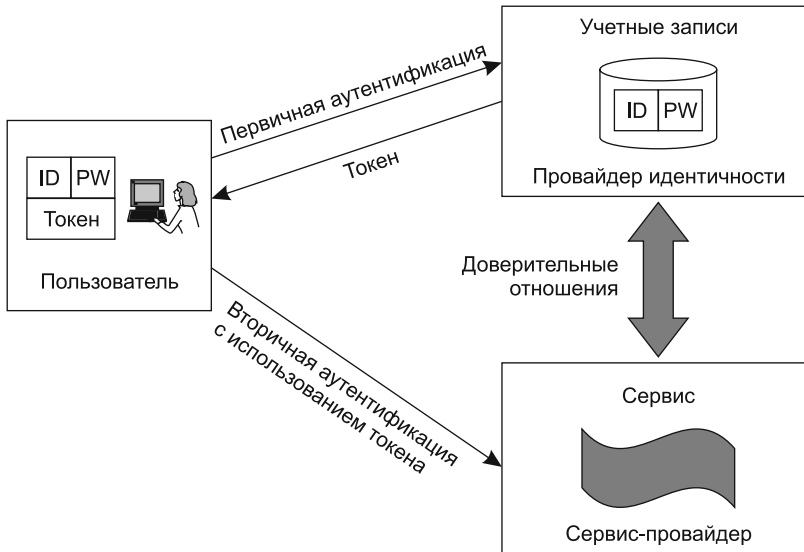 Учетные записи
ID PW
Провайдер идентичности
Первичная аутентификация
Токен
ID PW
Токен
Пользователь
Доверительные
отношения
Вторичная аутентификация
с использованием токена
Сервис
Сервис-провайдер